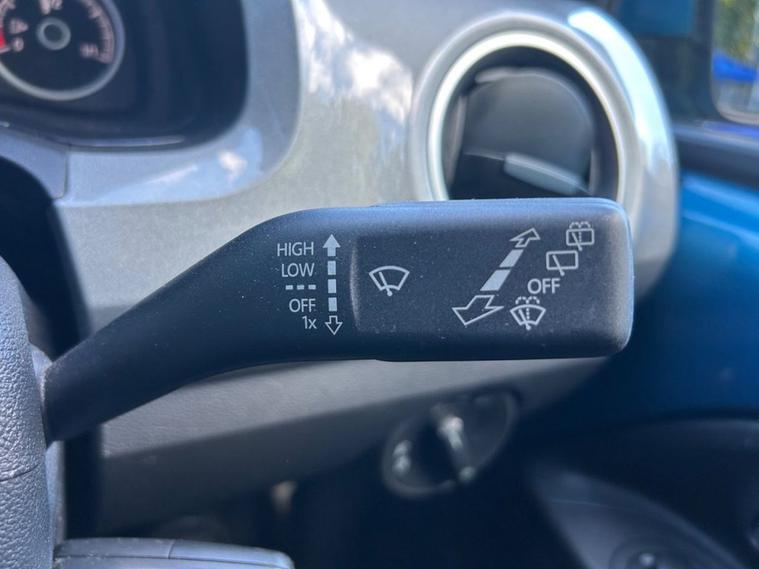 HIGH
LOW
---
OFF
1x
OFF